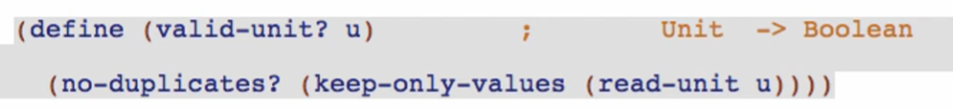 (define (valid-unit? u) ; Unit -> Boolean
(no-duplicates? (keep-only-values (read-unit u))))